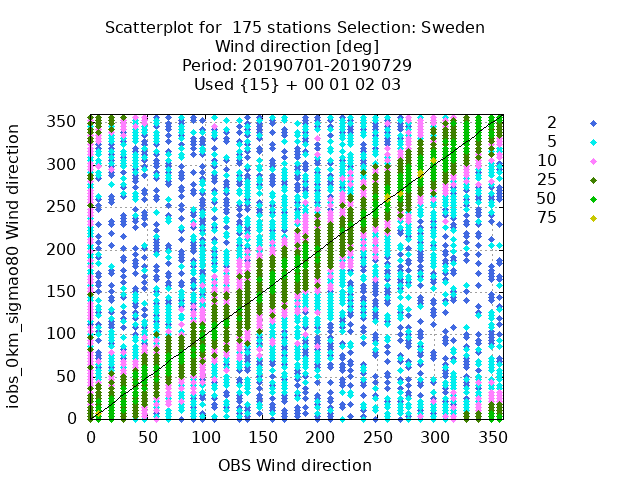 Scatterplot for  175 stations Selection: Sweden
Wind direction [deg]
Period: 20190701-20190729
Used {15} + 00 01 02 03
iobs_0km_sigmao80 Wind direction
350
300
250
200
150
100
50
0
0 50 100 150 200 250 300 350
OBS Wind direction
2
5
10
25
50
75